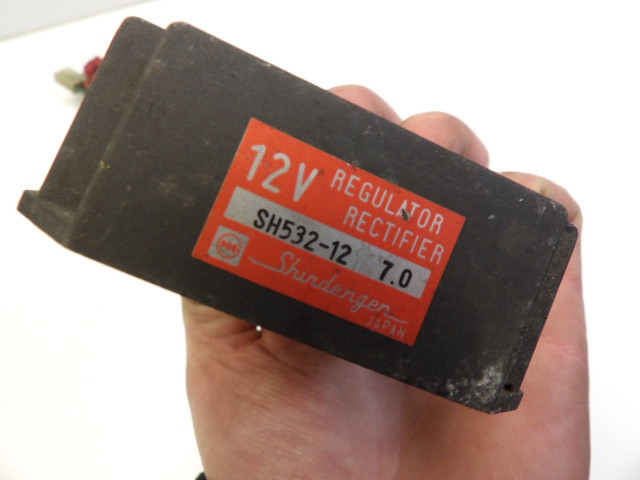 12V REGULATOR
RECTIFIER
SH532-12 7.0
Shindengen
JAPAN